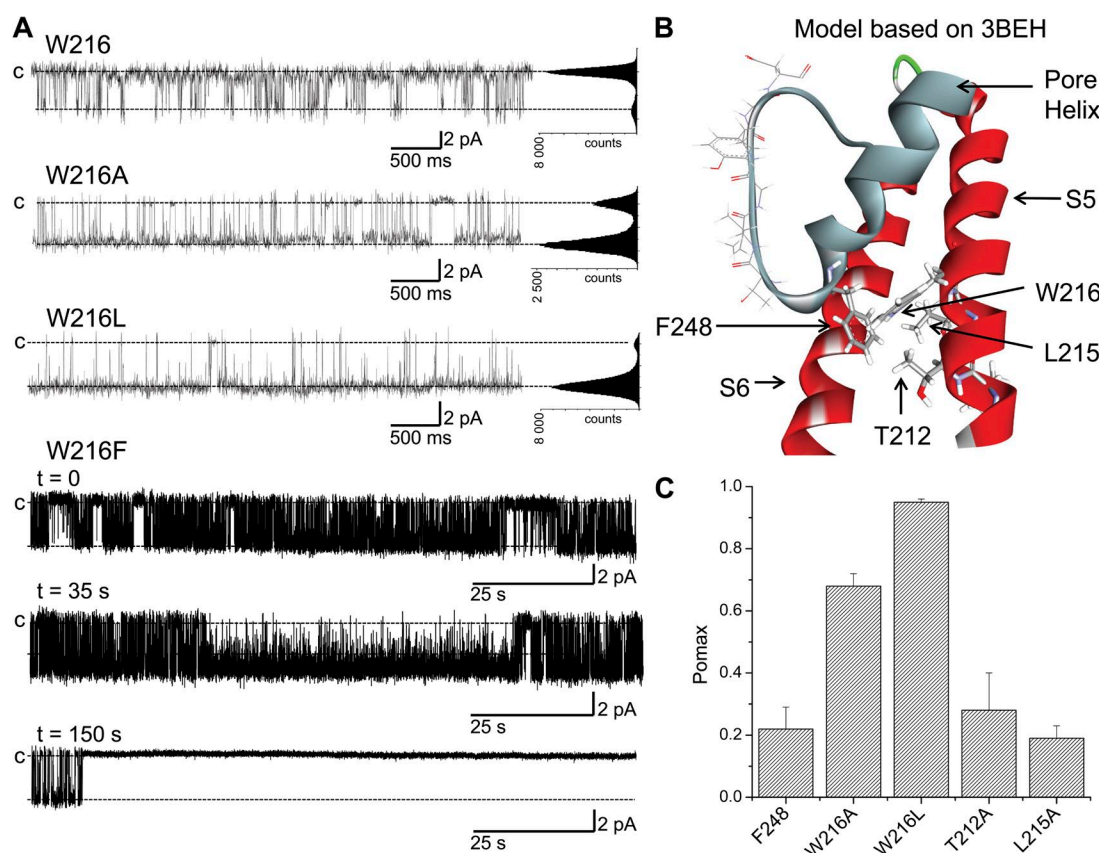 A
W216
C
2 pA
500 ms
8 000
counts
W216A
C
2 pA
500 ms
2 500
counts
W216L
C
2 pA
500 ms
8 000
counts
W216F
t = 0
C
2 pA
25 s
t = 35 s
C
2 pA
25 s
t = 150 s
C
2 pA
25 s
B
Model based on 3BEH
Pore
Helix
S5
W216
F248
L215
S6
T212
C
Pomax
1.0
0.8
0.6
0.4
0.2
0.0
F248
W216A
W216L
T212A
L215A